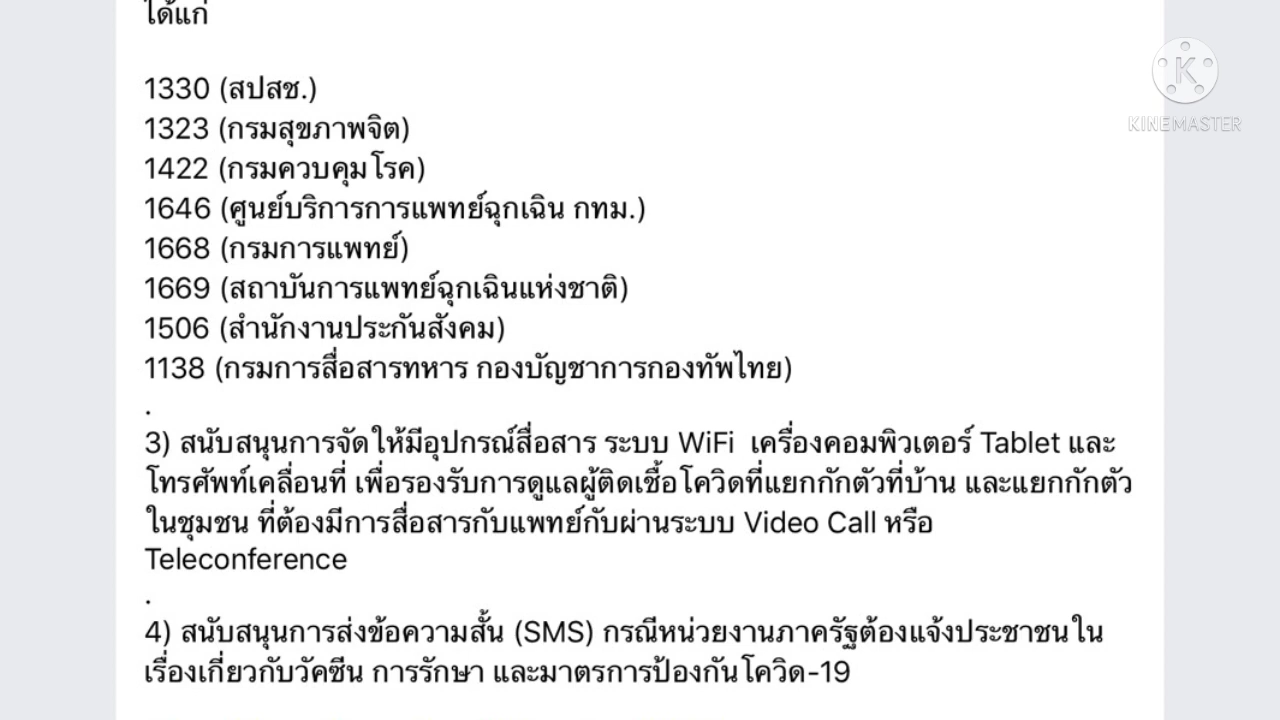 ได้แก่
1330 (สปสช.)
1323 (กรมสุขภาพจิต)
1422 (กรมควบคุมโรค)
1646 (ศูนย์บริการการแพทย์ฉุกเฉิน กทม.)
1668 (กรมการแพทย์)
1669 (สถาบันการแพทย์ฉุกเฉินแห่งชาติ)
1506 (สำนักงานประกันสังคม)
1138 (กรมการสื่อสารทหาร กองบัญชาการกองทัพไทย)
.
3) สนับสนุนการจัดให้มีอุปกรณ์สื่อสาร ระบบ WiFi  เครื่องคอมพิวเตอร์ Tablet และ
โทรศัพท์เคลื่อนที่ เพื่อรองรับการดูแลผู้ติดเชื้อโควิดที่แยกกักตัวที่บ้าน และแยกกักตัว
ในชุมชน ที่ต้องมีการสื่อสารกับแพทย์กับผ่านระบบ Video Call หรือ
Teleconference
.
4) สนับสนุนการส่งข้อความสั้น (SMS) กรณีหน่วยงานภาครัฐต้องแจ้งประชาชนใน
เรื่องเกี่ยวกับวัคซีน การรักษา และมาตรการป้องกันโควิด-19
K
KINEMASTER